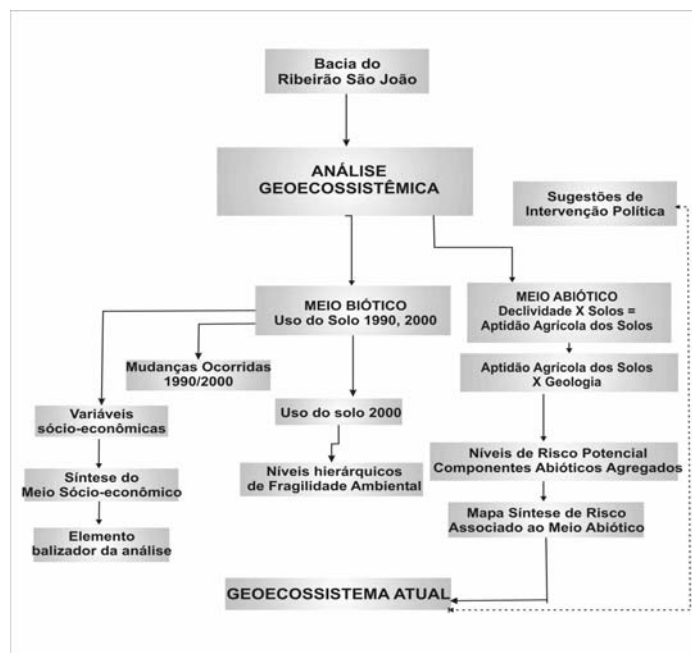 Bacia do
Ribeirão São João
ANÁLISE
GEOECOSSISTÊMICA
Sugestões de
Intervenção Política
MEIO BIÓTICO
Uso do Solo 1990, 2000
MEIO ABIÓTICO
Declividade X Solos =
Aptidão Agrícola dos Solos
Mudanças Ocorridas
1990/2000
Aptidão Agrícola dos Solos
X Geologia
Variáveis
sócio-econômicas
Uso do solo 2000
Síntese do
Meio Sócio-econômico
Níveis hierárquicos
de Fragilidade Ambiental
Níveis de Risco Potencial
Componentes Abióticos Agregados
Elemento
balizador da análise
Mapa Síntese de Risco
Associado ao Meio Abiótico
GEOECOSSISTEMA ATUAL